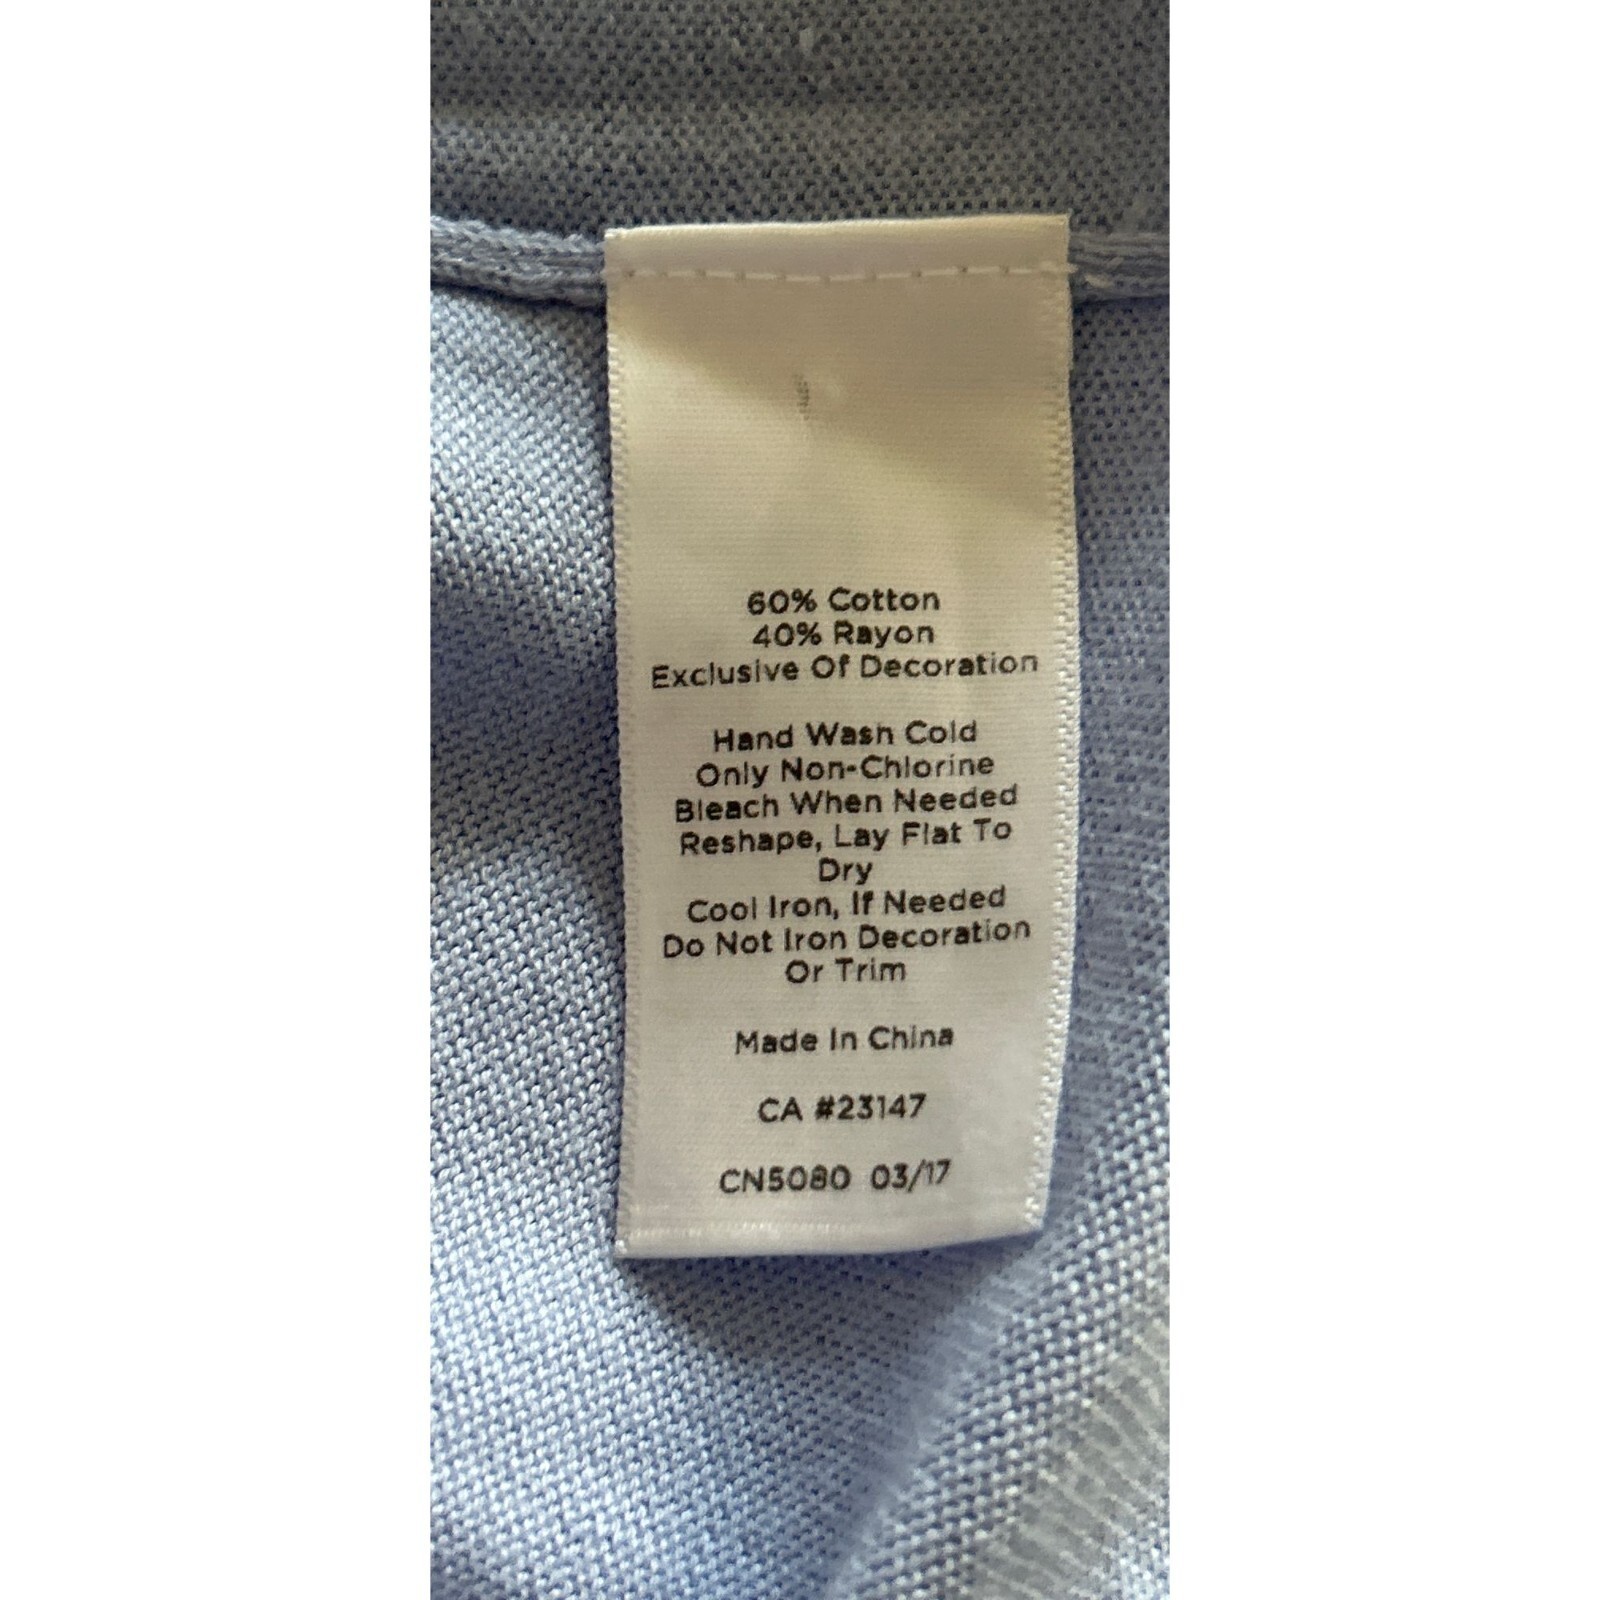 60% Cotton
40% Rayon
Exclusive Of Decoration
Hand Wash Cold
Only Non-Chlorine
Bleach When Needed
Reshape, Lay Flat To
Dry
Cool Iron, If Needed
Do Not Iron Decoration
Or Trim
Made In China
CA #23147
CN5080 03/17